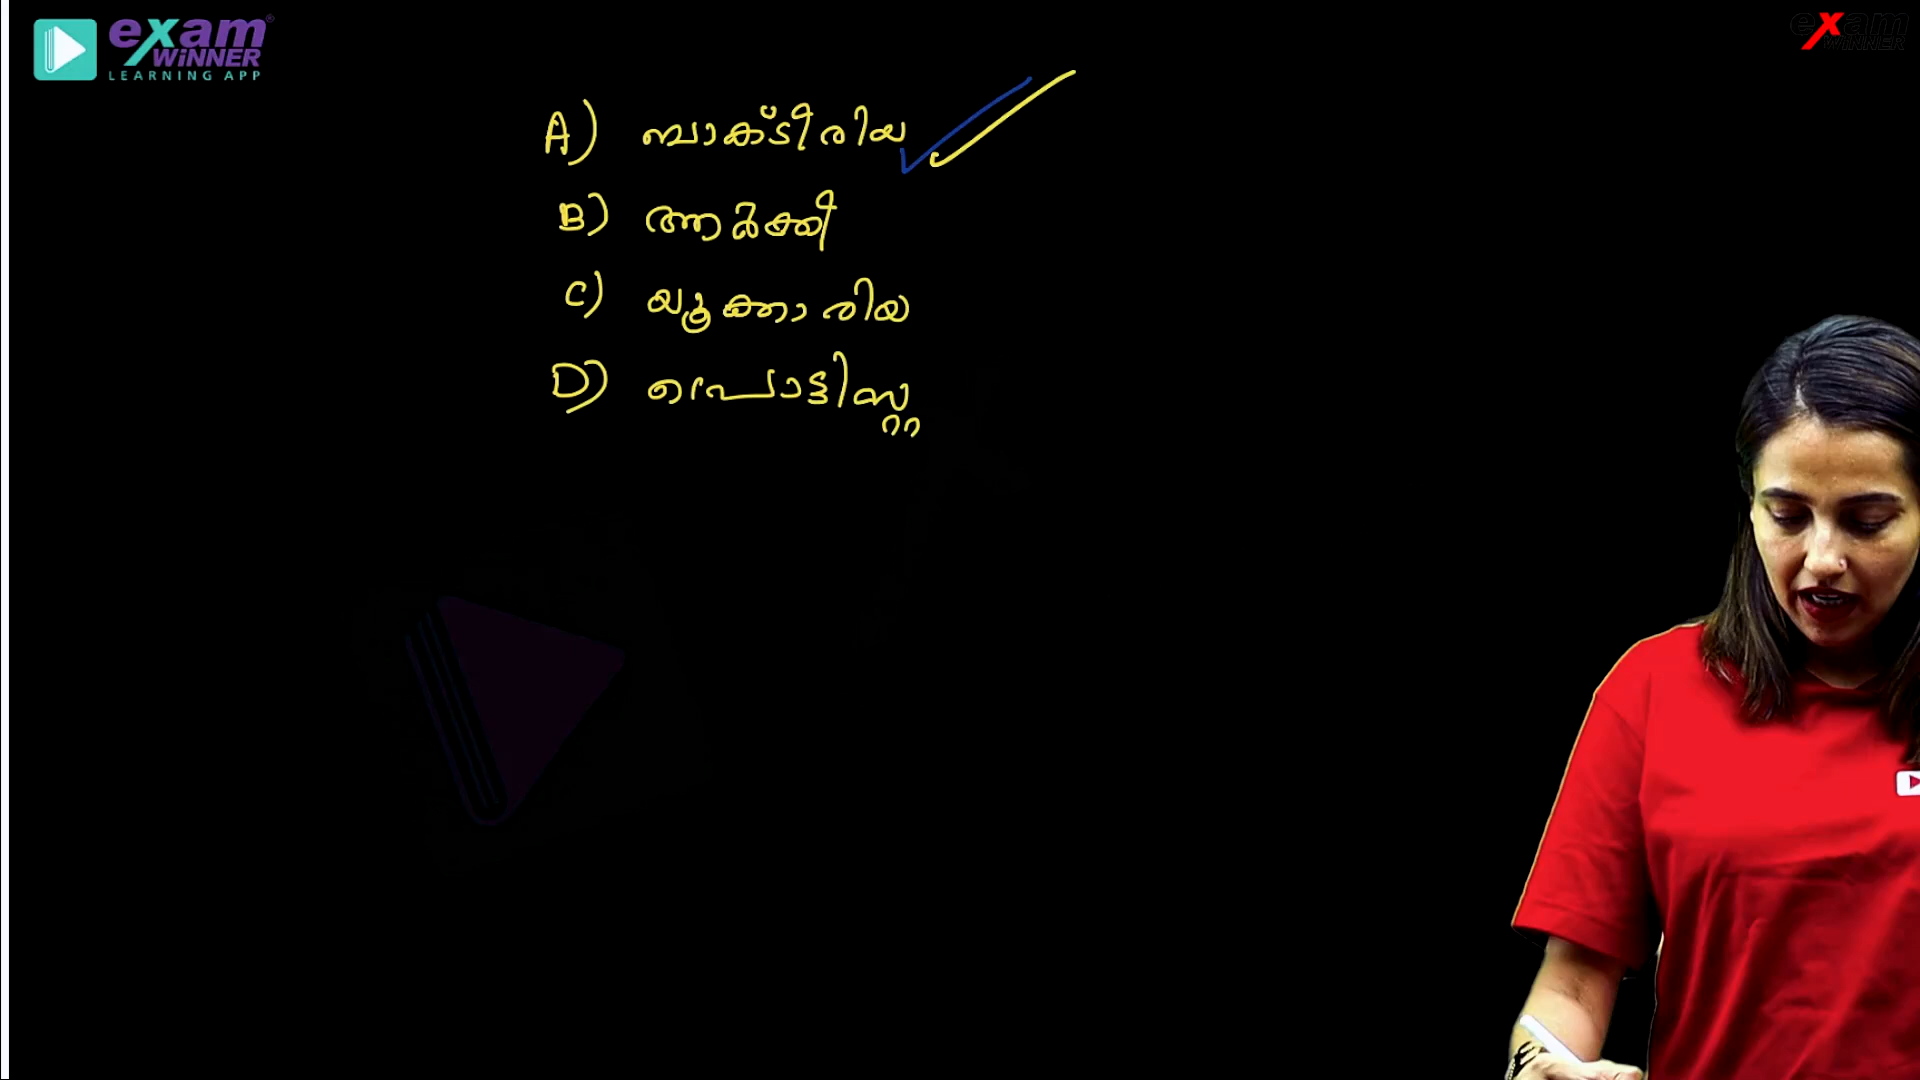 exam
WiNNER
LEARNING APP
exam
WiNNER
A) ബാക്ടീരിയ
B) ആർക്കീ
C) യൂക്കാരിയ
D) പ്രൊട്ടിസ്റ്റ